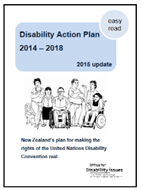 easy
read
Disability Action Plan
2014 – 2018
2015 update
New Zealand's plan for making the
rights of the United Nations Disability
Convention real
Office for
Disability Issues